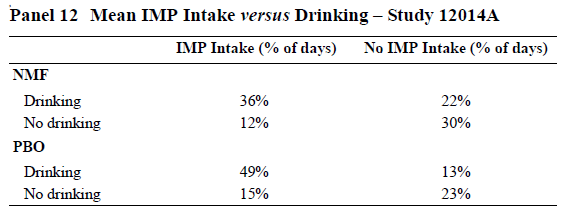 Panel 12 Mean IMP Intake versus Drinking – Study 12014A
IMP Intake (% of days) No IMP Intake (% of days)
NMF
Drinking 36% 22%
No drinking 12% 30%
PBO
Drinking 49% 13%
No drinking 15% 23%